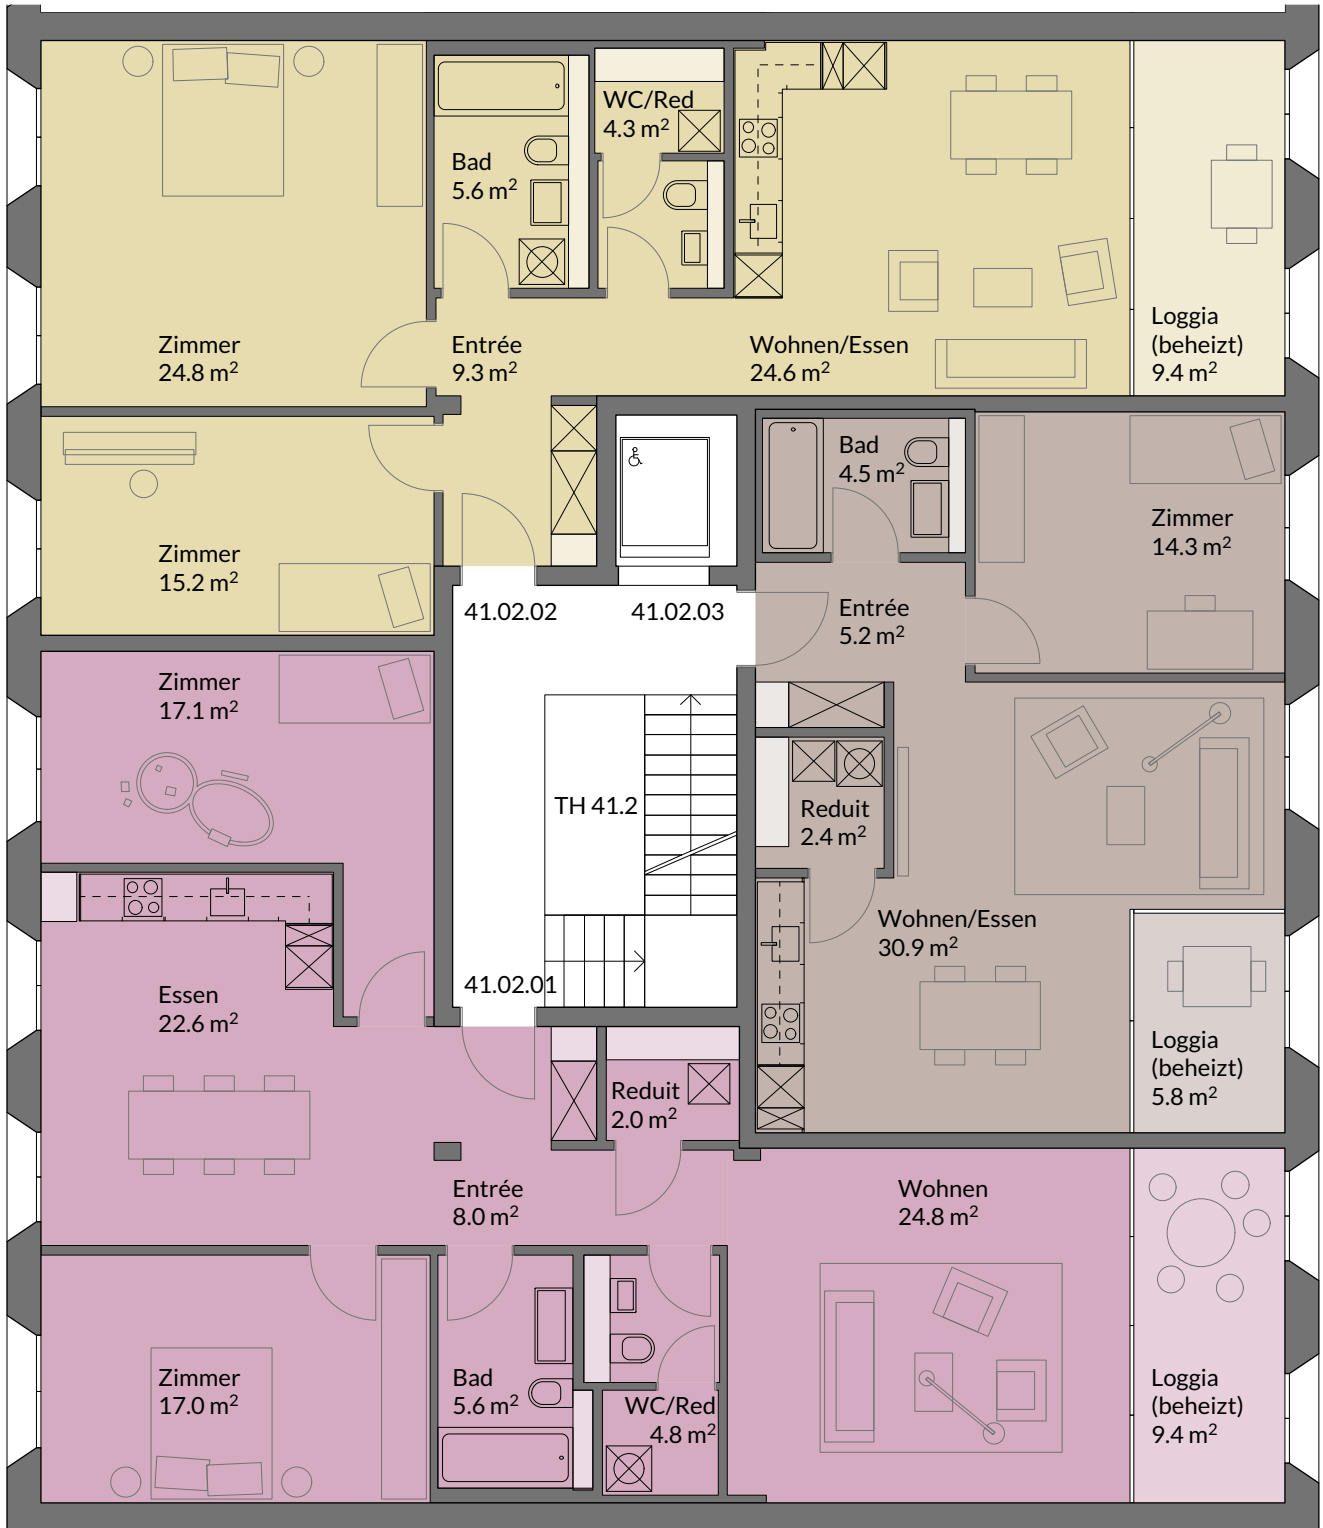 WC/Red
4.3 m²
Bad
5.6 m²
Zimmer
24.8 m²
Entrée
9.3 m²
Wohnen/Essen
24.6 m²
Loggia
(beheizt)
9.4 m²
Bad
4.5 m²
Zimmer
14.3 m²
Zimmer
15.2 m²
41.02.02
41.02.03
Entrée
5.2 m²
Zimmer
17.1 m²
TH 41.2
Reduit
2.4 m²
Wohnen/Essen
30.9 m²
41.02.01
Essen
22.6 m²
Loggia
(beheizt)
5.8 m²
Reduit
2.0 m²
Entrée
8.0 m²
Wohnen
24.8 m²
Zimmer
17.0 m²
Bad
5.6 m²
WC/Red
4.8 m²
Loggia
(beheizt)
9.4 m²